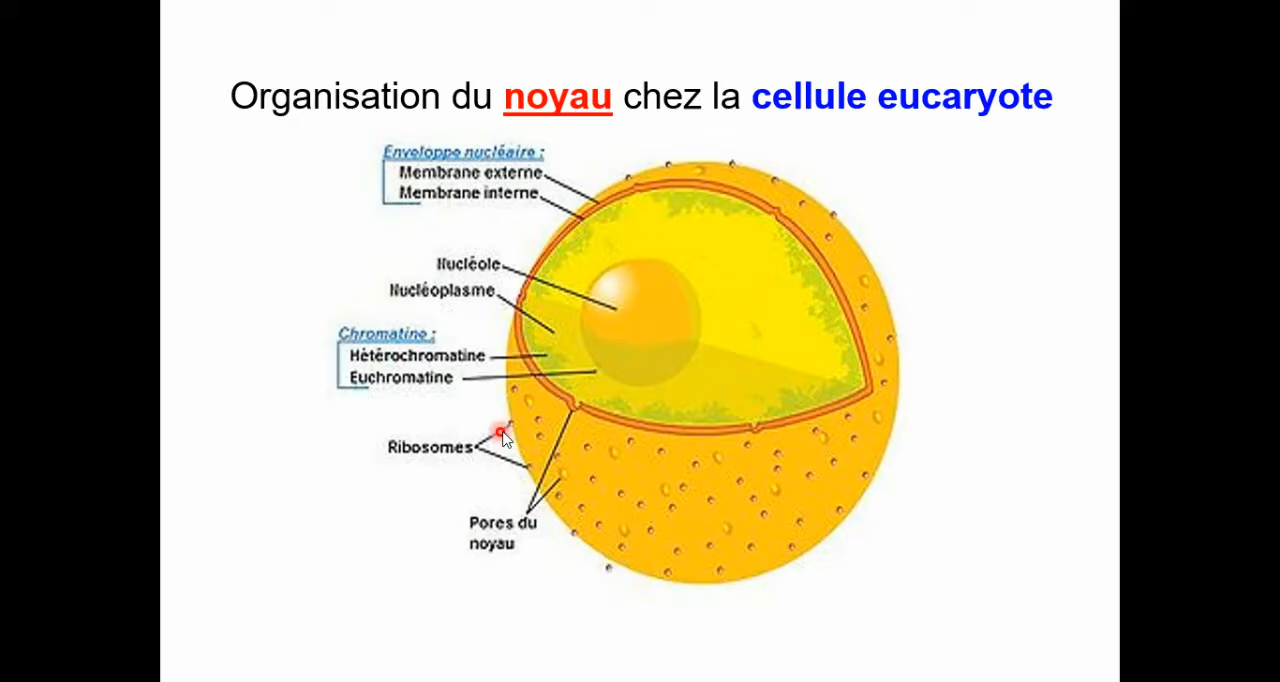 Organisation du noyau chez la cellule eucaryote
Enveloppe nucléaire :
Membrane externe
Membrane interne
Nucléole
Nucléoplasme
Chromatine :
Hétérochromatine
Euchromatine
Ribosomes
Pores du
noyau